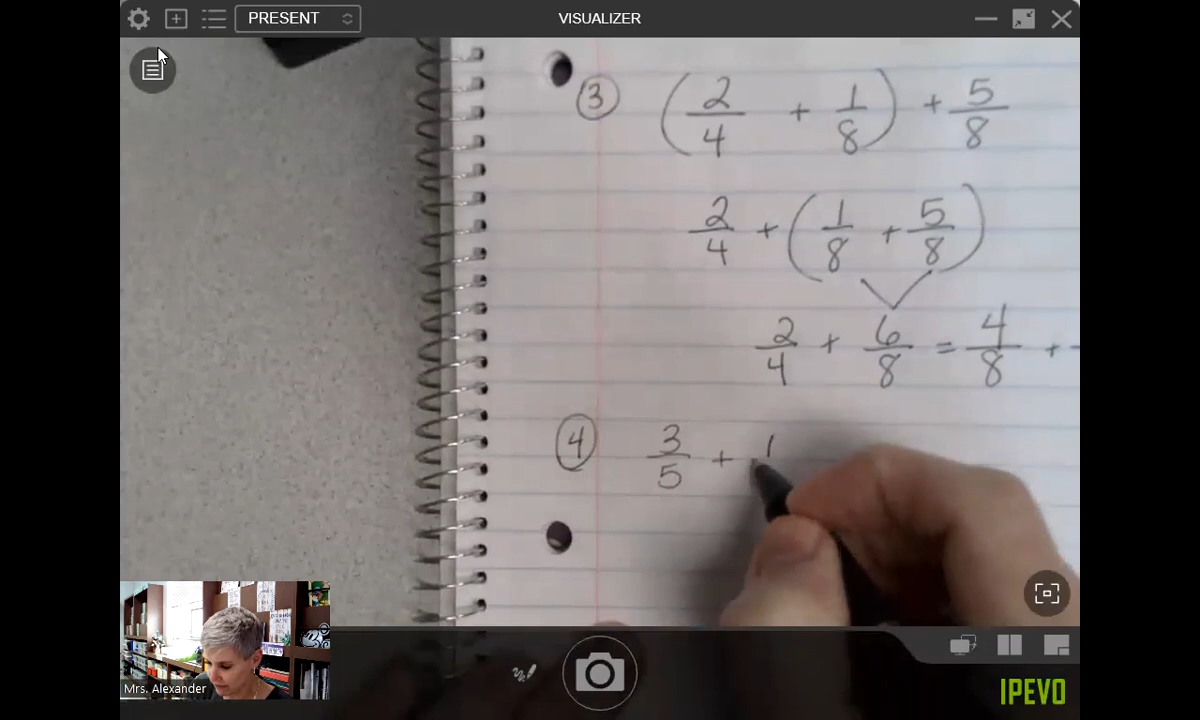 PRESENT VISUALIZER
③ (2/4 + 1/8) + 5/8
2/4 + (1/8 + 5/8)
2/4 + 6/8 = 4/8 +
④ 3/5 + 1
Mrs. Alexander
IPEVO